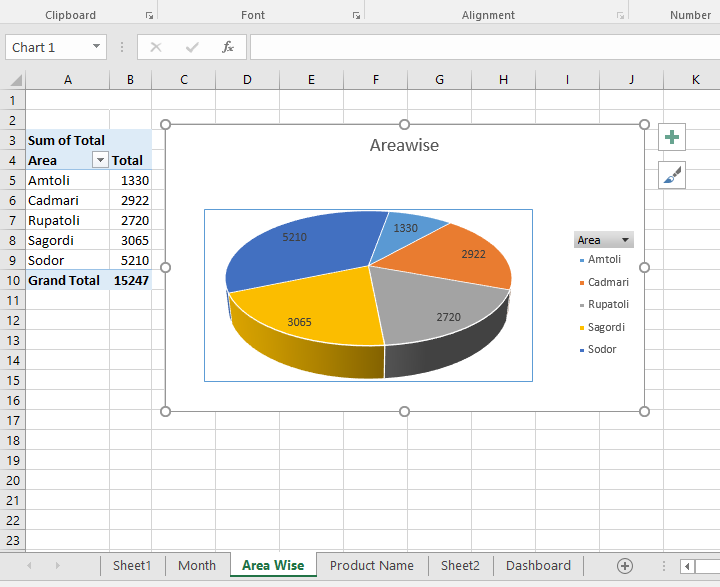 Clipboard Font Alignment Number
Chart 1 fx
A B C D E F G H I J K
1
2
3 Sum of Total
4 Area Total
5 Amtoli 1330
6 Cadmari 2922
7 Rupatoli 2720
8 Sagordi 3065
9 Sodor 5210
10 Grand Total 15247
11
12
13
14
15
16
17
18
19
20
21
22
23
Areawise
5210 1330
2922
2720
3065
Area
Amtoli
Cadmari
Rupatoli
Sagordi
Sodor
Sheet1 Month Area Wise Product Name Sheet2 Dashboard